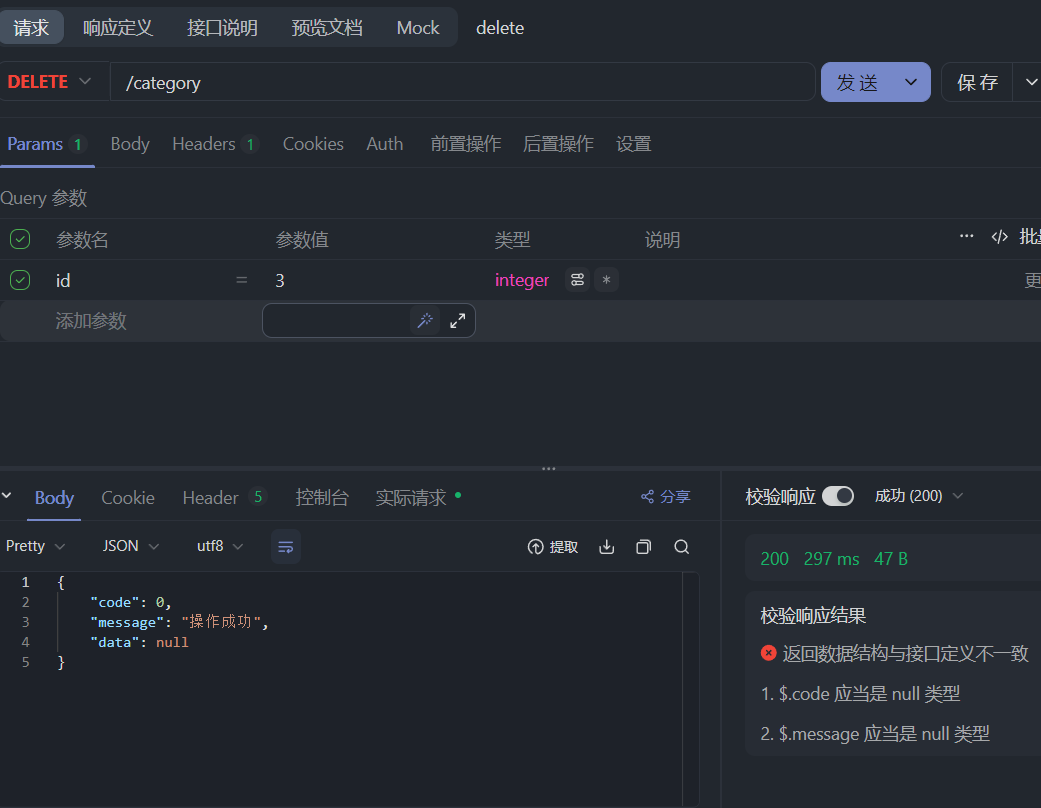 请求 响应定义 接口说明 预览文档 Mock delete
DELETE /category 发 送 保 存
Params 1 Body Headers 1 Cookies Auth 前置操作 后置操作 设置
Query 参数
参数名 参数值 类型 说明
id = 3 integer *
添加参数
Body Cookie Header 5 控制台 实际请求 分享 校验响应 成功 (200)
Pretty JSON utf8 提取
200 297 ms 47 B
1 {
2 "code": 0,
3 "message": "操作成功",
4 "data": null
5 }
校验响应结果
返回数据结构与接口定义不一致
1. $.code 应当是 null 类型
2. $.message 应当是 null 类型